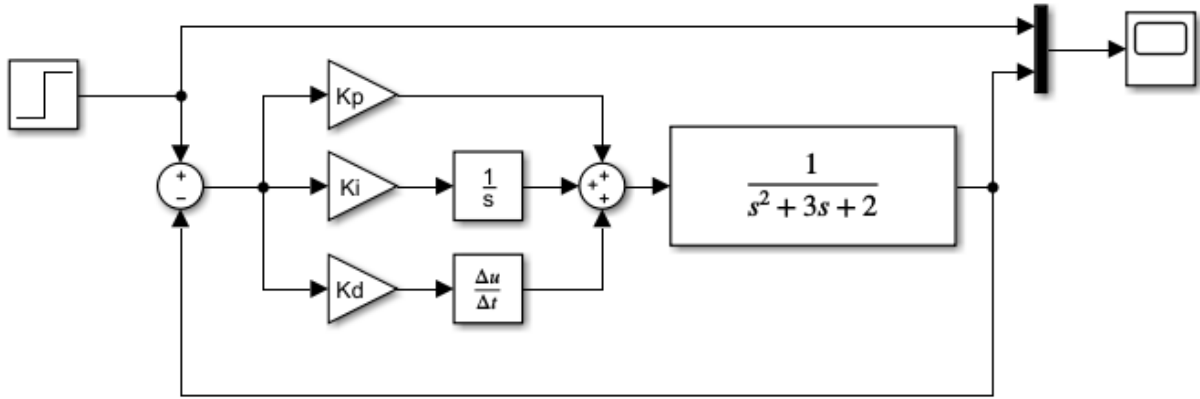 Kp
+
−
Ki
1
s
+
+
+
1
s² + 3s + 2
Kd
Δu
Δt